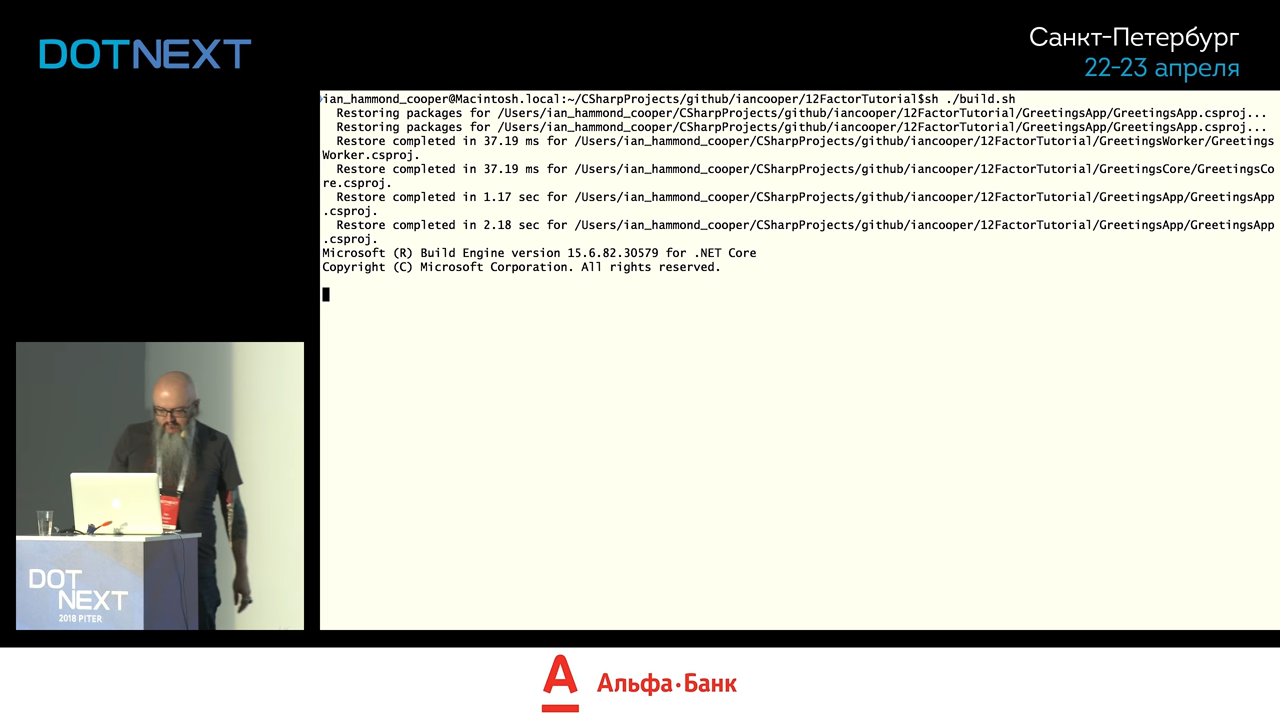 DOTNEXT
Санкт-Петербург
22-23 апреля
ian_hammond_cooper@Macintosh.local:~/CSharpProjects/github/iancooper/12FactorTutorial$sh ./build.sh
Restoring packages for /Users/ian_hammond_cooper/CSharpProjects/github/iancooper/12FactorTutorial/GreetingsApp/GreetingsApp.csproj...
Restoring packages for /Users/ian_hammond_cooper/CSharpProjects/github/iancooper/12FactorTutorial/GreetingsApp/GreetingsApp.csproj...
Restore completed in 37.19 ms for /Users/ian_hammond_cooper/CSharpProjects/github/iancooper/12FactorTutorial/GreetingsWorker/Greetings
Worker.csproj.
Restore completed in 37.19 ms for /Users/ian_hammond_cooper/CSharpProjects/github/iancooper/12FactorTutorial/GreetingsCore/GreetingsCo
re.csproj.
Restore completed in 1.17 sec for /Users/ian_hammond_cooper/CSharpProjects/github/iancooper/12FactorTutorial/GreetingsApp/GreetingsApp
.csproj.
Restore completed in 2.18 sec for /Users/ian_hammond_cooper/CSharpProjects/github/iancooper/12FactorTutorial/GreetingsApp/GreetingsApp
.csproj.
Microsoft (R) Build Engine version 15.6.82.30579 for .NET Core
Copyright (C) Microsoft Corporation. All rights reserved.
DOT
NEXT
2018 PITER
Альфа·Банк